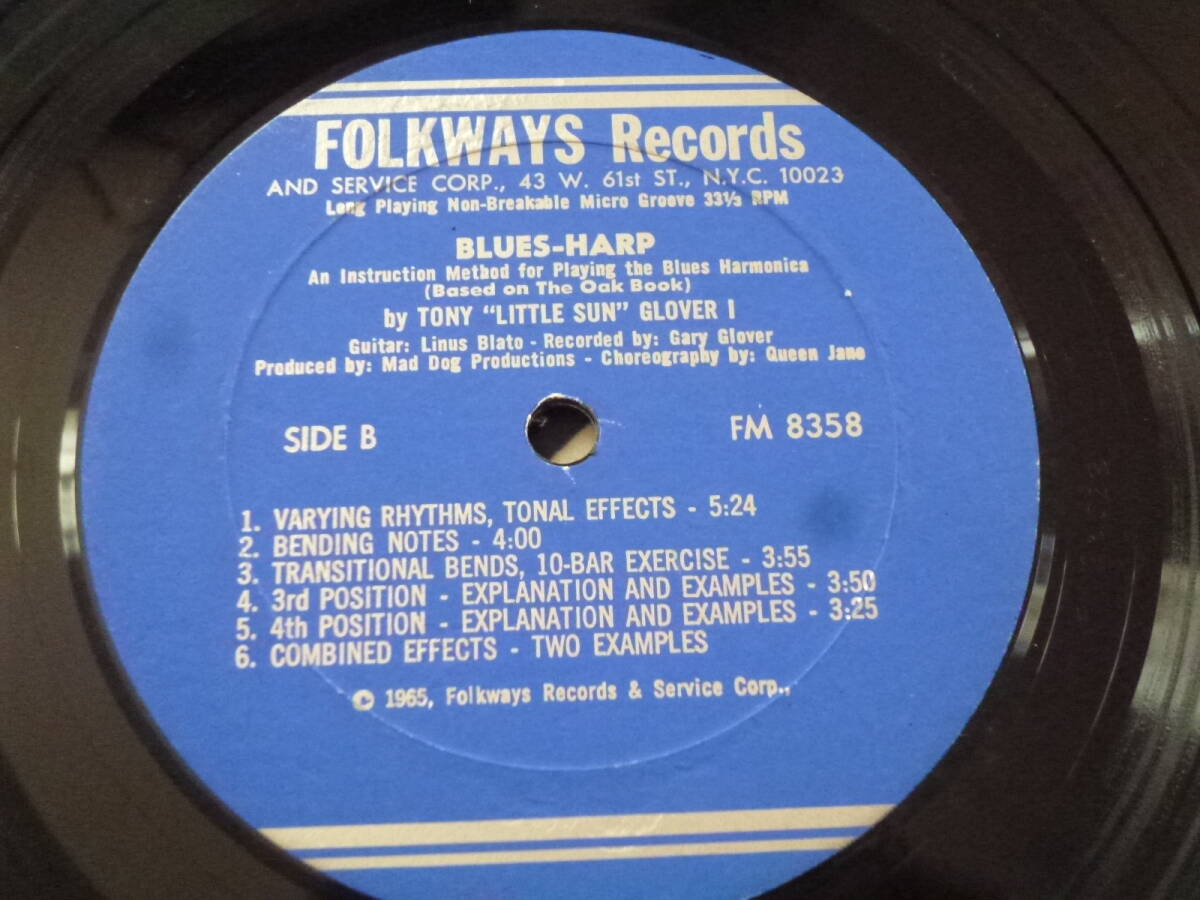 FOLKWAYS Records
AND SERVICE CORP., 43 W. 61st ST., N.Y.C. 10023
Long Playing Non-Breakable Micro Groove 33⅓ RPM
BLUES-HARP
An Instruction Method for Playing the Blues Harmonica
(Based on The Oak Book)
by TONY "LITTLE SUN" GLOVER I
Guitar: Linus Blato - Recorded by: Gary Glover
Produced by: Mad Dog Productions - Choreography by: Queen Jane
SIDE B
FM 8358
1. VARYING RHYTHMS, TONAL EFFECTS - 5:24
2. BENDING NOTES - 4:00
3. TRANSITIONAL BENDS, 10-BAR EXERCISE - 3:55
4. 3rd POSITION - EXPLANATION AND EXAMPLES - 3:50
5. 4th POSITION - EXPLANATION AND EXAMPLES - 3:25
6. COMBINED EFFECTS - TWO EXAMPLES
© 1965, Folkways Records & Service Corp.,